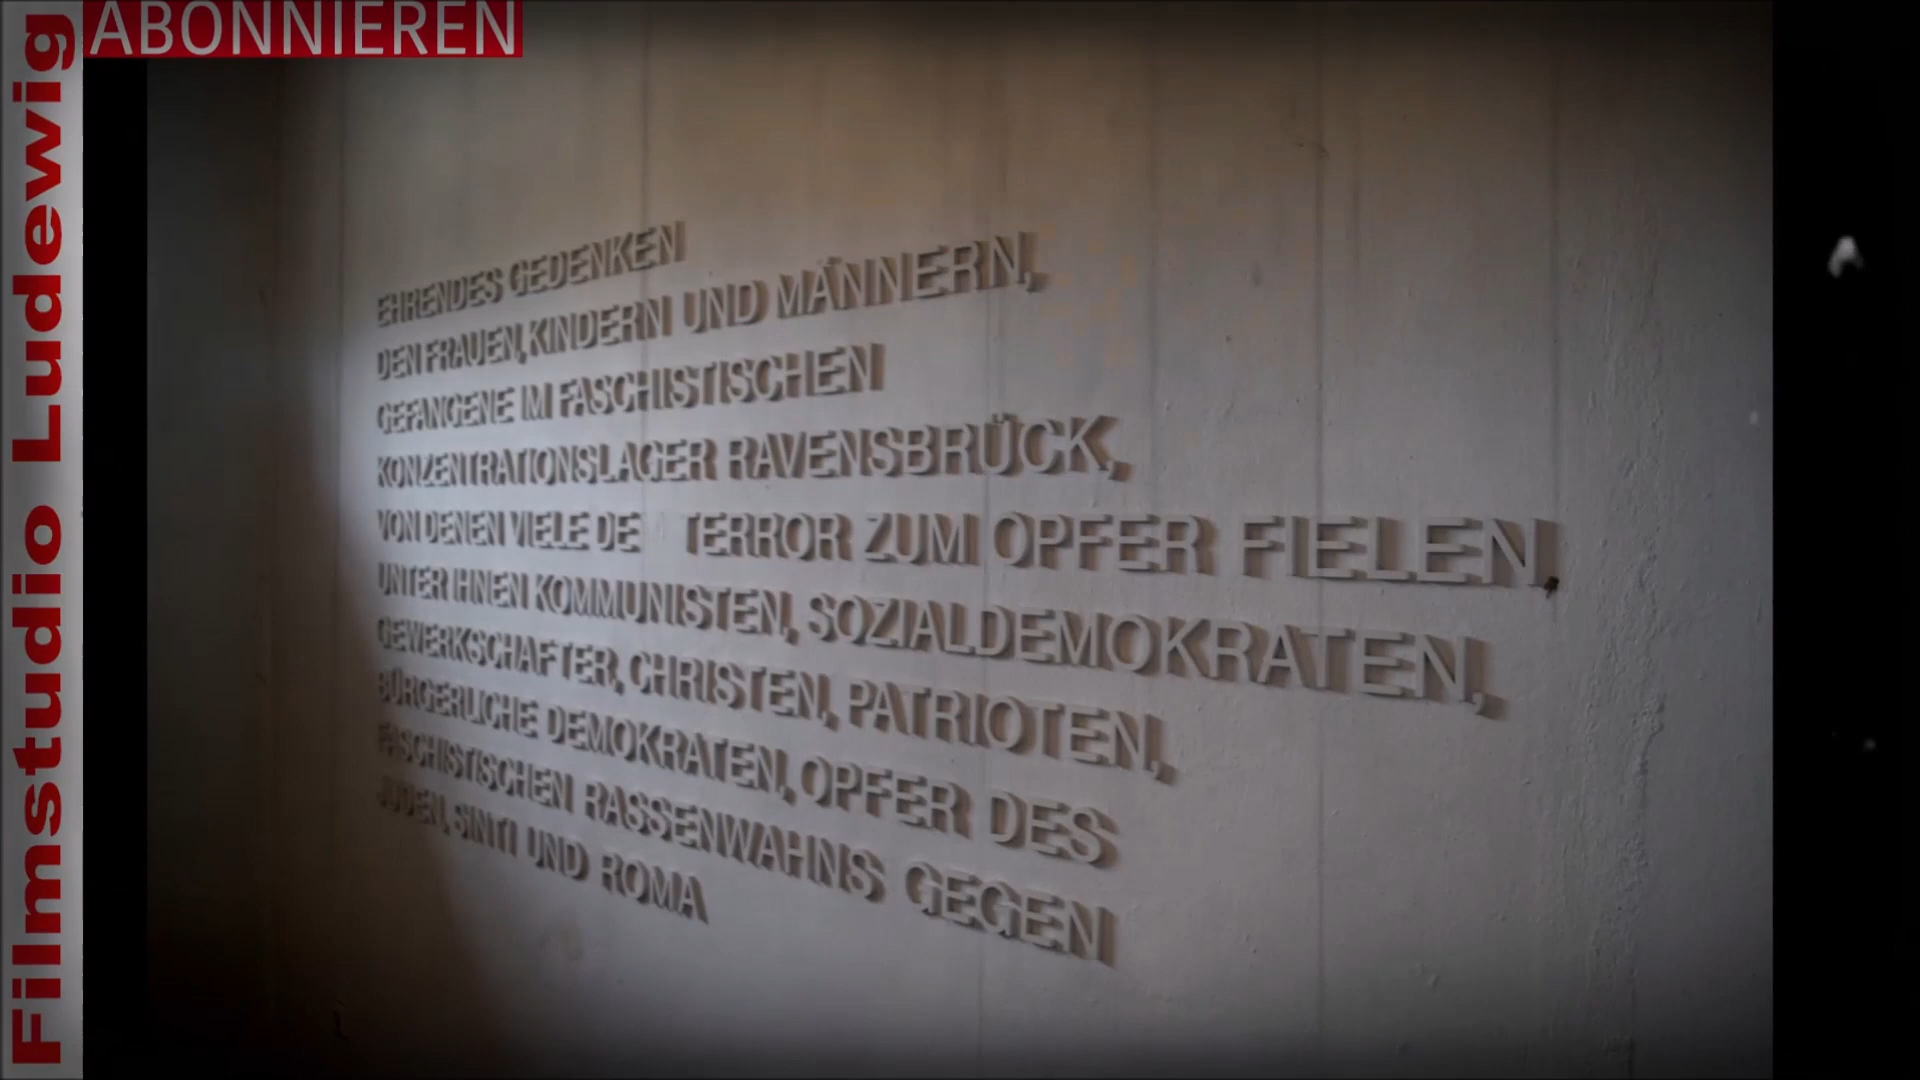 ABONNIEREN
Filmstudio Ludewig
EHRENDES GEDENKEN
DEN FRAUEN, KINDERN UND MÄNNERN,
GEFANGENE IM FASCHISTISCHEN
KONZENTRATIONSLAGER RAVENSBRÜCK,
VON DENEN VIELE DE TERROR ZUM OPFER FIELEN,
UNTER IHNEN KOMMUNISTEN, SOZIALDEMOKRATEN,
GEWERKSCHAFTER, CHRISTEN, PATRIOTEN,
BÜRGERLICHE DEMOKRATEN, OPFER DES
FASCHISTISCHEN RASSENWAHNS GEGEN
JUDEN, SINTI UND ROMA